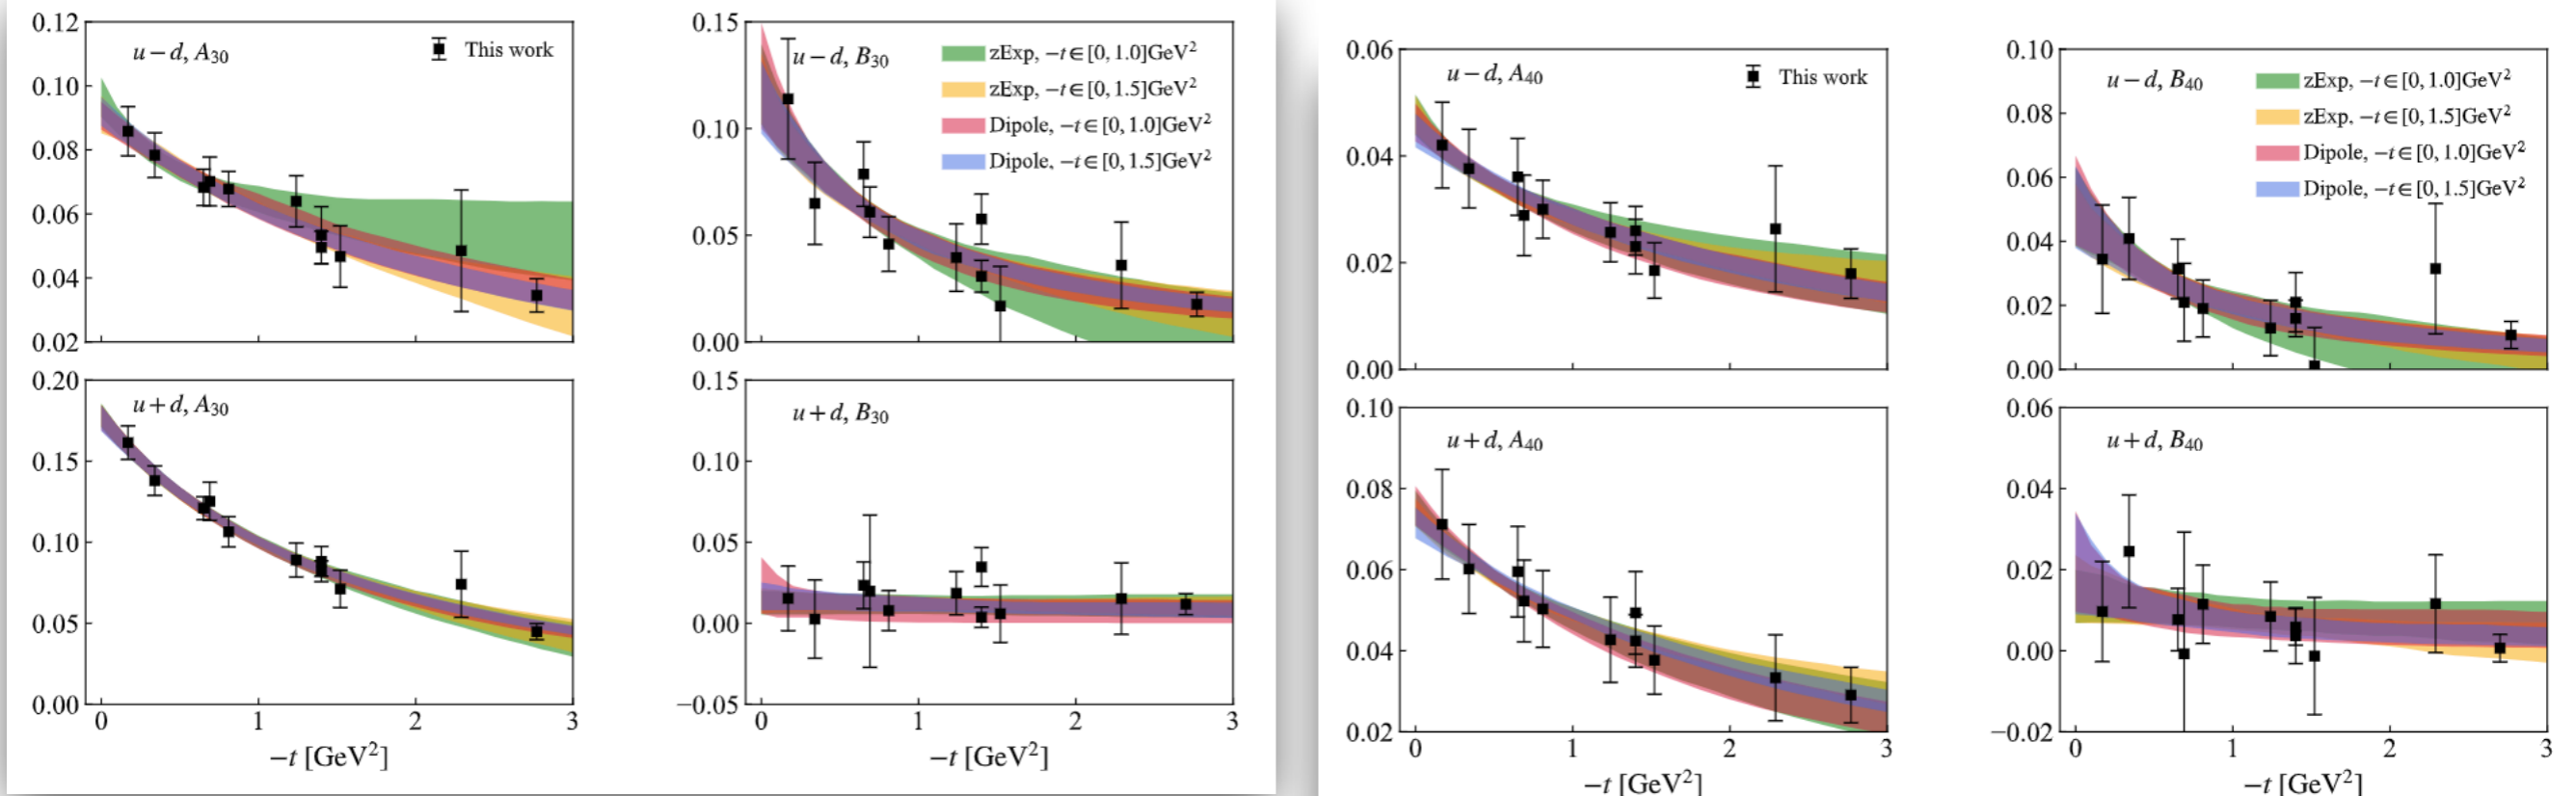 u − d, A₃₀
This work
0.12
0.10
0.08
0.06
0.04
0.02
u − d, B₃₀
zExp, −t ∈ [0, 1.0]GeV²
zExp, −t ∈ [0, 1.5]GeV²
Dipole, −t ∈ [0, 1.0]GeV²
Dipole, −t ∈ [0, 1.5]GeV²
0.15
0.10
0.05
0.00
u + d, A₃₀
0.20
0.15
0.10
0.05
0.00
0 1 2 3
−t [GeV²]
u + d, B₃₀
0.15
0.10
0.05
0.00
−0.05
0 1 2 3
−t [GeV²]
u − d, A₄₀
This work
0.06
0.04
0.02
0.00
u − d, B₄₀
zExp, −t ∈ [0, 1.0]GeV²
zExp, −t ∈ [0, 1.5]GeV²
Dipole, −t ∈ [0, 1.0]GeV²
Dipole, −t ∈ [0, 1.5]GeV²
0.10
0.08
0.06
0.04
0.02
0.00
u + d, A₄₀
0.10
0.08
0.06
0.04
0.02
0 1 2 3
−t [GeV²]
u + d, B₄₀
0.06
0.04
0.02
0.00
−0.02
0 1 2 3
−t [GeV²]